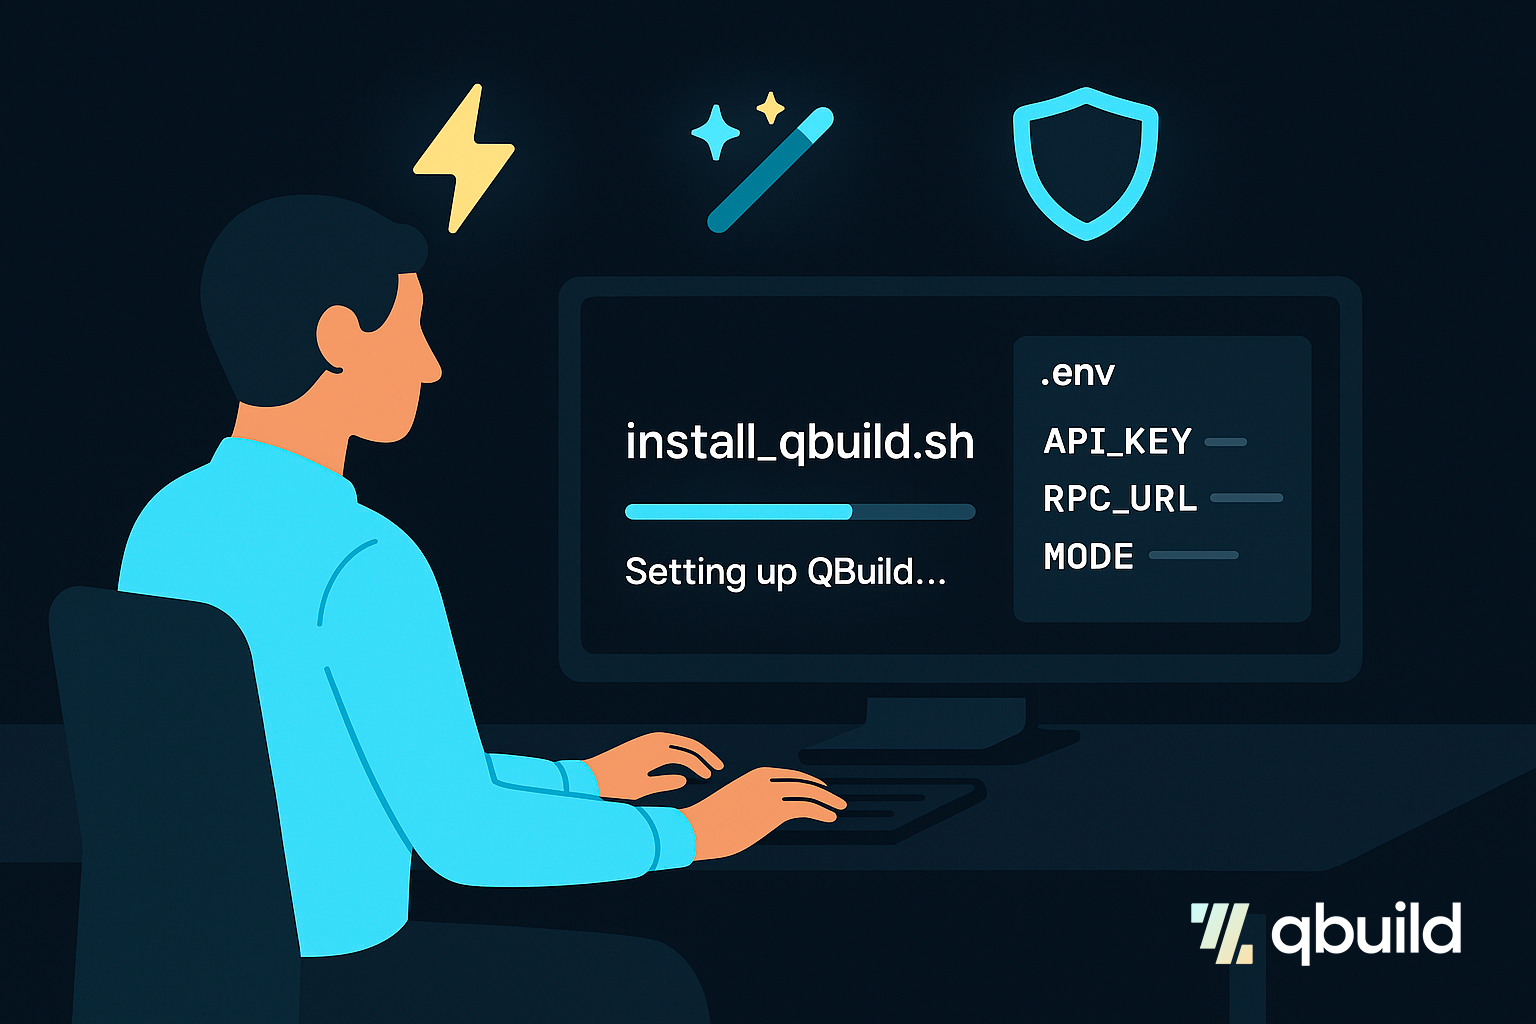 install_qbuild.sh
Setting up QBuild...
.env
API_KEY
RPC_URL
MODE
qbuild